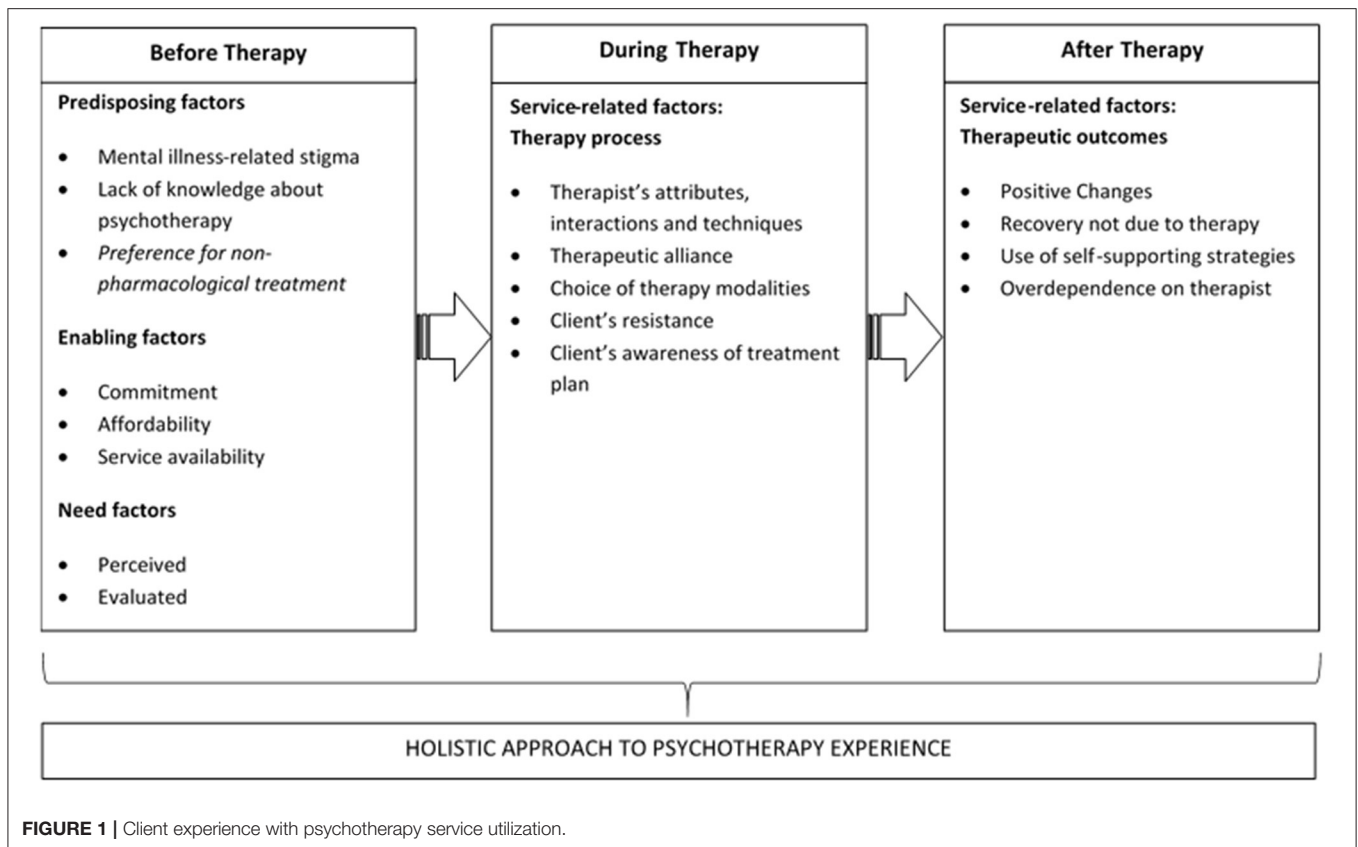 Before Therapy
Predisposing factors
• Mental illness-related stigma
• Lack of knowledge about
psychotherapy
• Preference for non-
pharmacological treatment
Enabling factors
• Commitment
• Affordability
• Service availability
Need factors
• Perceived
• Evaluated
During Therapy
Service-related factors:
Therapy process
• Therapist's attributes,
interactions and techniques
• Therapeutic alliance
• Choice of therapy modalities
• Client's resistance
• Client's awareness of treatment
plan
After Therapy
Service-related factors:
Therapeutic outcomes
• Positive Changes
• Recovery not due to therapy
• Use of self-supporting strategies
• Overdependence on therapist
HOLISTIC APPROACH TO PSYCHOTHERAPY EXPERIENCE
FIGURE 1 | Client experience with psychotherapy service utilization.